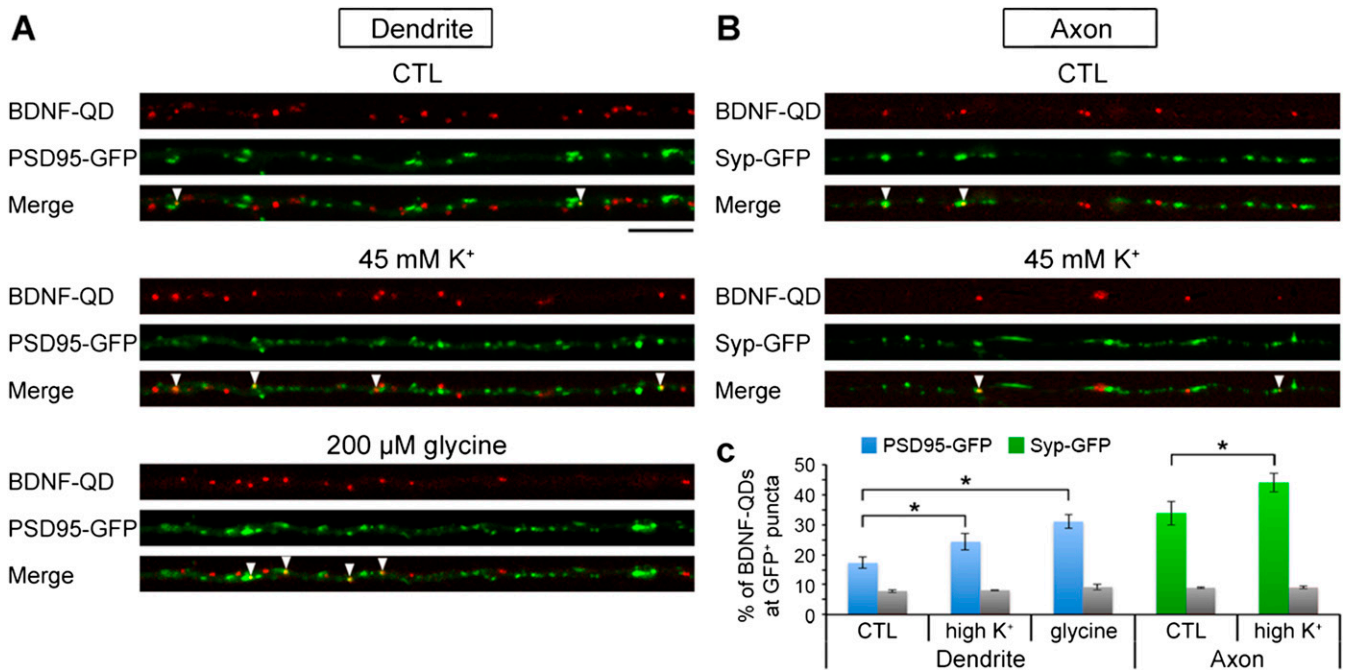 A
Dendrite
CTL
BDNF-QD
PSD95-GFP
Merge
45 mM K⁺
BDNF-QD
PSD95-GFP
Merge
200 µM glycine
BDNF-QD
PSD95-GFP
Merge
B
Axon
CTL
BDNF-QD
Syp-GFP
Merge
45 mM K⁺
BDNF-QD
Syp-GFP
Merge
C
PSD95-GFP Syp-GFP
% of BDNF-QDs
at GFP⁺ puncta
50
40
30
20
10
0
* * *
CTL high K⁺ glycine CTL high K⁺
Dendrite Axon